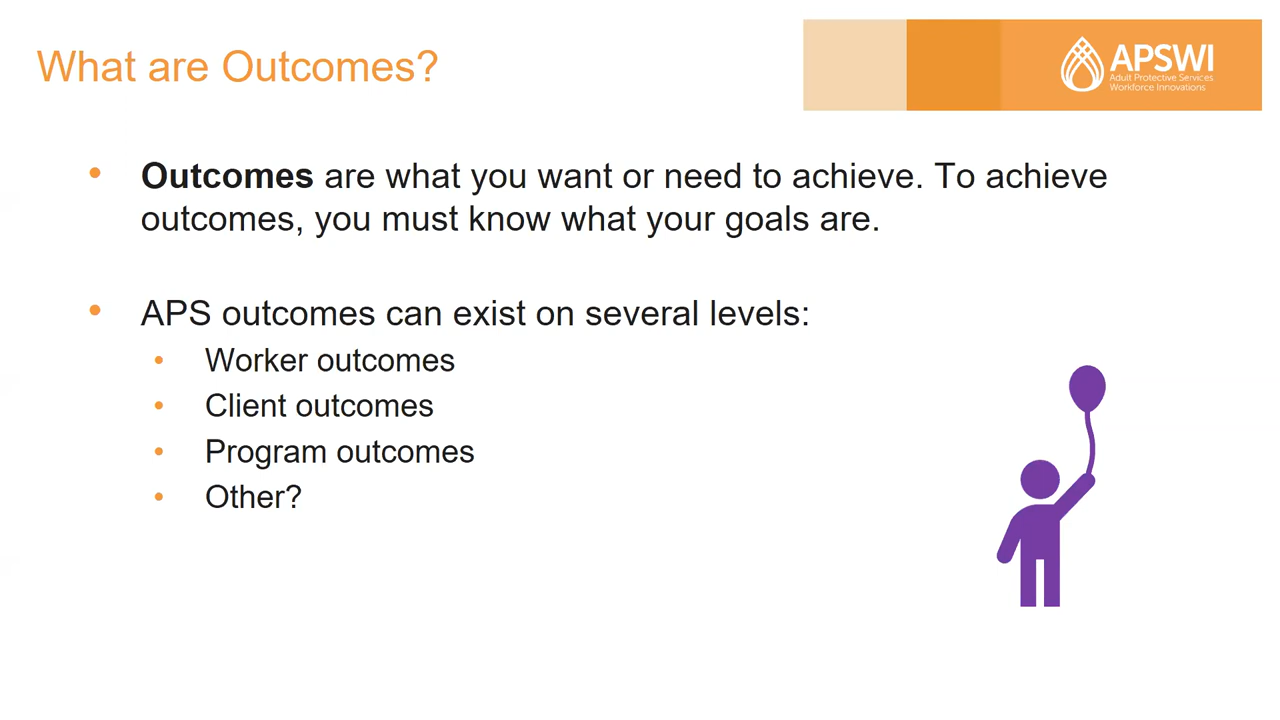 What are Outcomes?
APSWI
Adult Protective Services
Workforce Innovations
• Outcomes are what you want or need to achieve. To achieve
outcomes, you must know what your goals are.
• APS outcomes can exist on several levels:
• Worker outcomes
• Client outcomes
• Program outcomes
• Other?